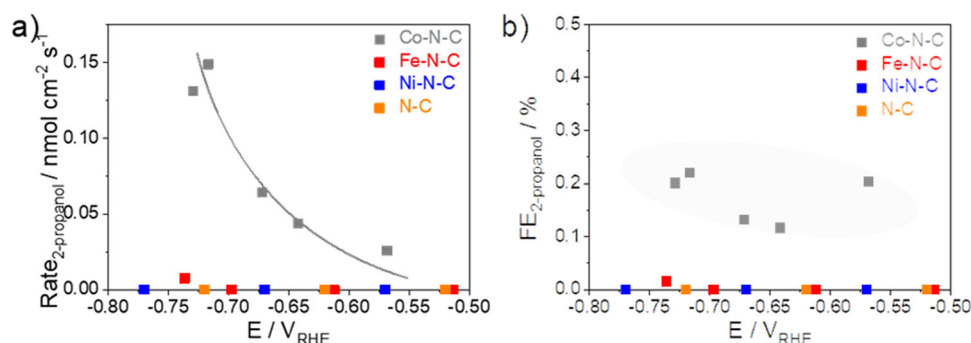 a)
Rate2-propanol / nmol cm-2 s-1
0.15
0.10
0.05
0.00
-0.80 -0.75 -0.70 -0.65 -0.60 -0.55 -0.50
E / VRHE
Co-N-C
Fe-N-C
Ni-N-C
N-C
b)
FE2-propanol / %
0.5
0.4
0.3
0.2
0.1
0.0
-0.80 -0.75 -0.70 -0.65 -0.60 -0.55 -0.50
E / VRHE
Co-N-C
Fe-N-C
Ni-N-C
N-C